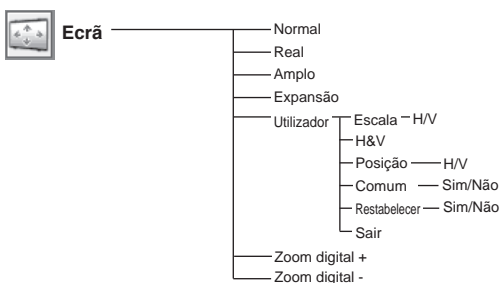 Ecrã
Normal
Real
Amplo
Expansão
Utilizador Escala H/V
H&V
Posição H/V
Comum Sim/Não
Restabelecer Sim/Não
Sair
Zoom digital +
Zoom digital -